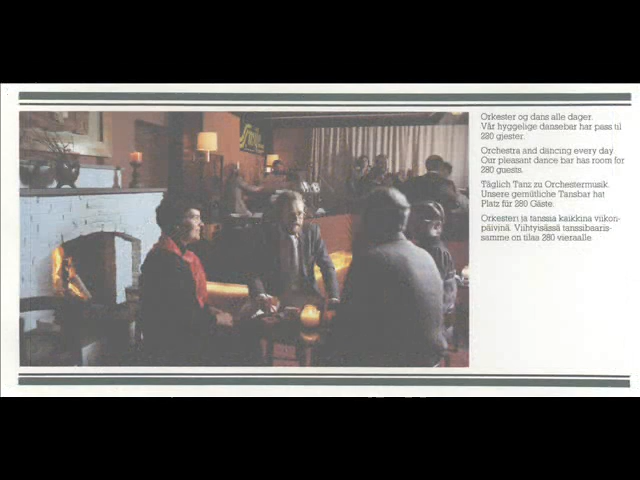 Orkester og dans alle dager.
Vår hyggelige dansebar har pass til
280 gjester.
Orchestra and dancing every day
Our pleasant dance bar has room for
280 guests.
Täglich Tanz zu Orchestermusik.
Unsere gemütliche Tansbar hat
Platz für 280 Gäste.
Orkesteri ja tanssia kaikkina viikon-
päivinä. Viihtyisässä tanssibaaris-
samme on tilaa 280 vieraalle